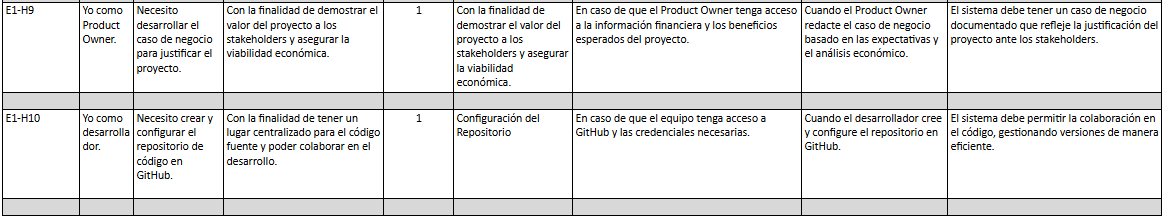 E1-H9
Yo como
Product
Owner.
Necesito
desarrollar el
caso de negocio
para justificar el
proyecto.
Con la finalidad de demostrar el
valor del proyecto a los
stakeholders y asegurar la
viabilidad económica.
1
Con la finalidad de
demostrar el valor del
proyecto a los
stakeholders y asegurar
la viabilidad
económica.
En caso de que el Product Owner tenga acceso
a la información financiera y los beneficios
esperados del proyecto.
Cuando el Product Owner
redacte el caso de negocio
basado en las expectativas y
el análisis económico.
El sistema debe tener un caso de negocio
documentado que refleje la justificación del
proyecto ante los stakeholders.
E1-H10
Yo como
desarrolla
dor.
Necesito crear y
configurar el
repositorio de
código en
GitHub.
Con la finalidad de tener un
lugar centralizado para el código
fuente y poder colaborar en el
desarrollo.
1
Configuración del
Repositorio
En caso de que el equipo tenga acceso a
GitHub y las credenciales necesarias.
Cuando el desarrollador cree
y configure el repositorio en
GitHub.
El sistema debe permitir la colaboración en
el código, gestionando versiones de manera
eficiente.